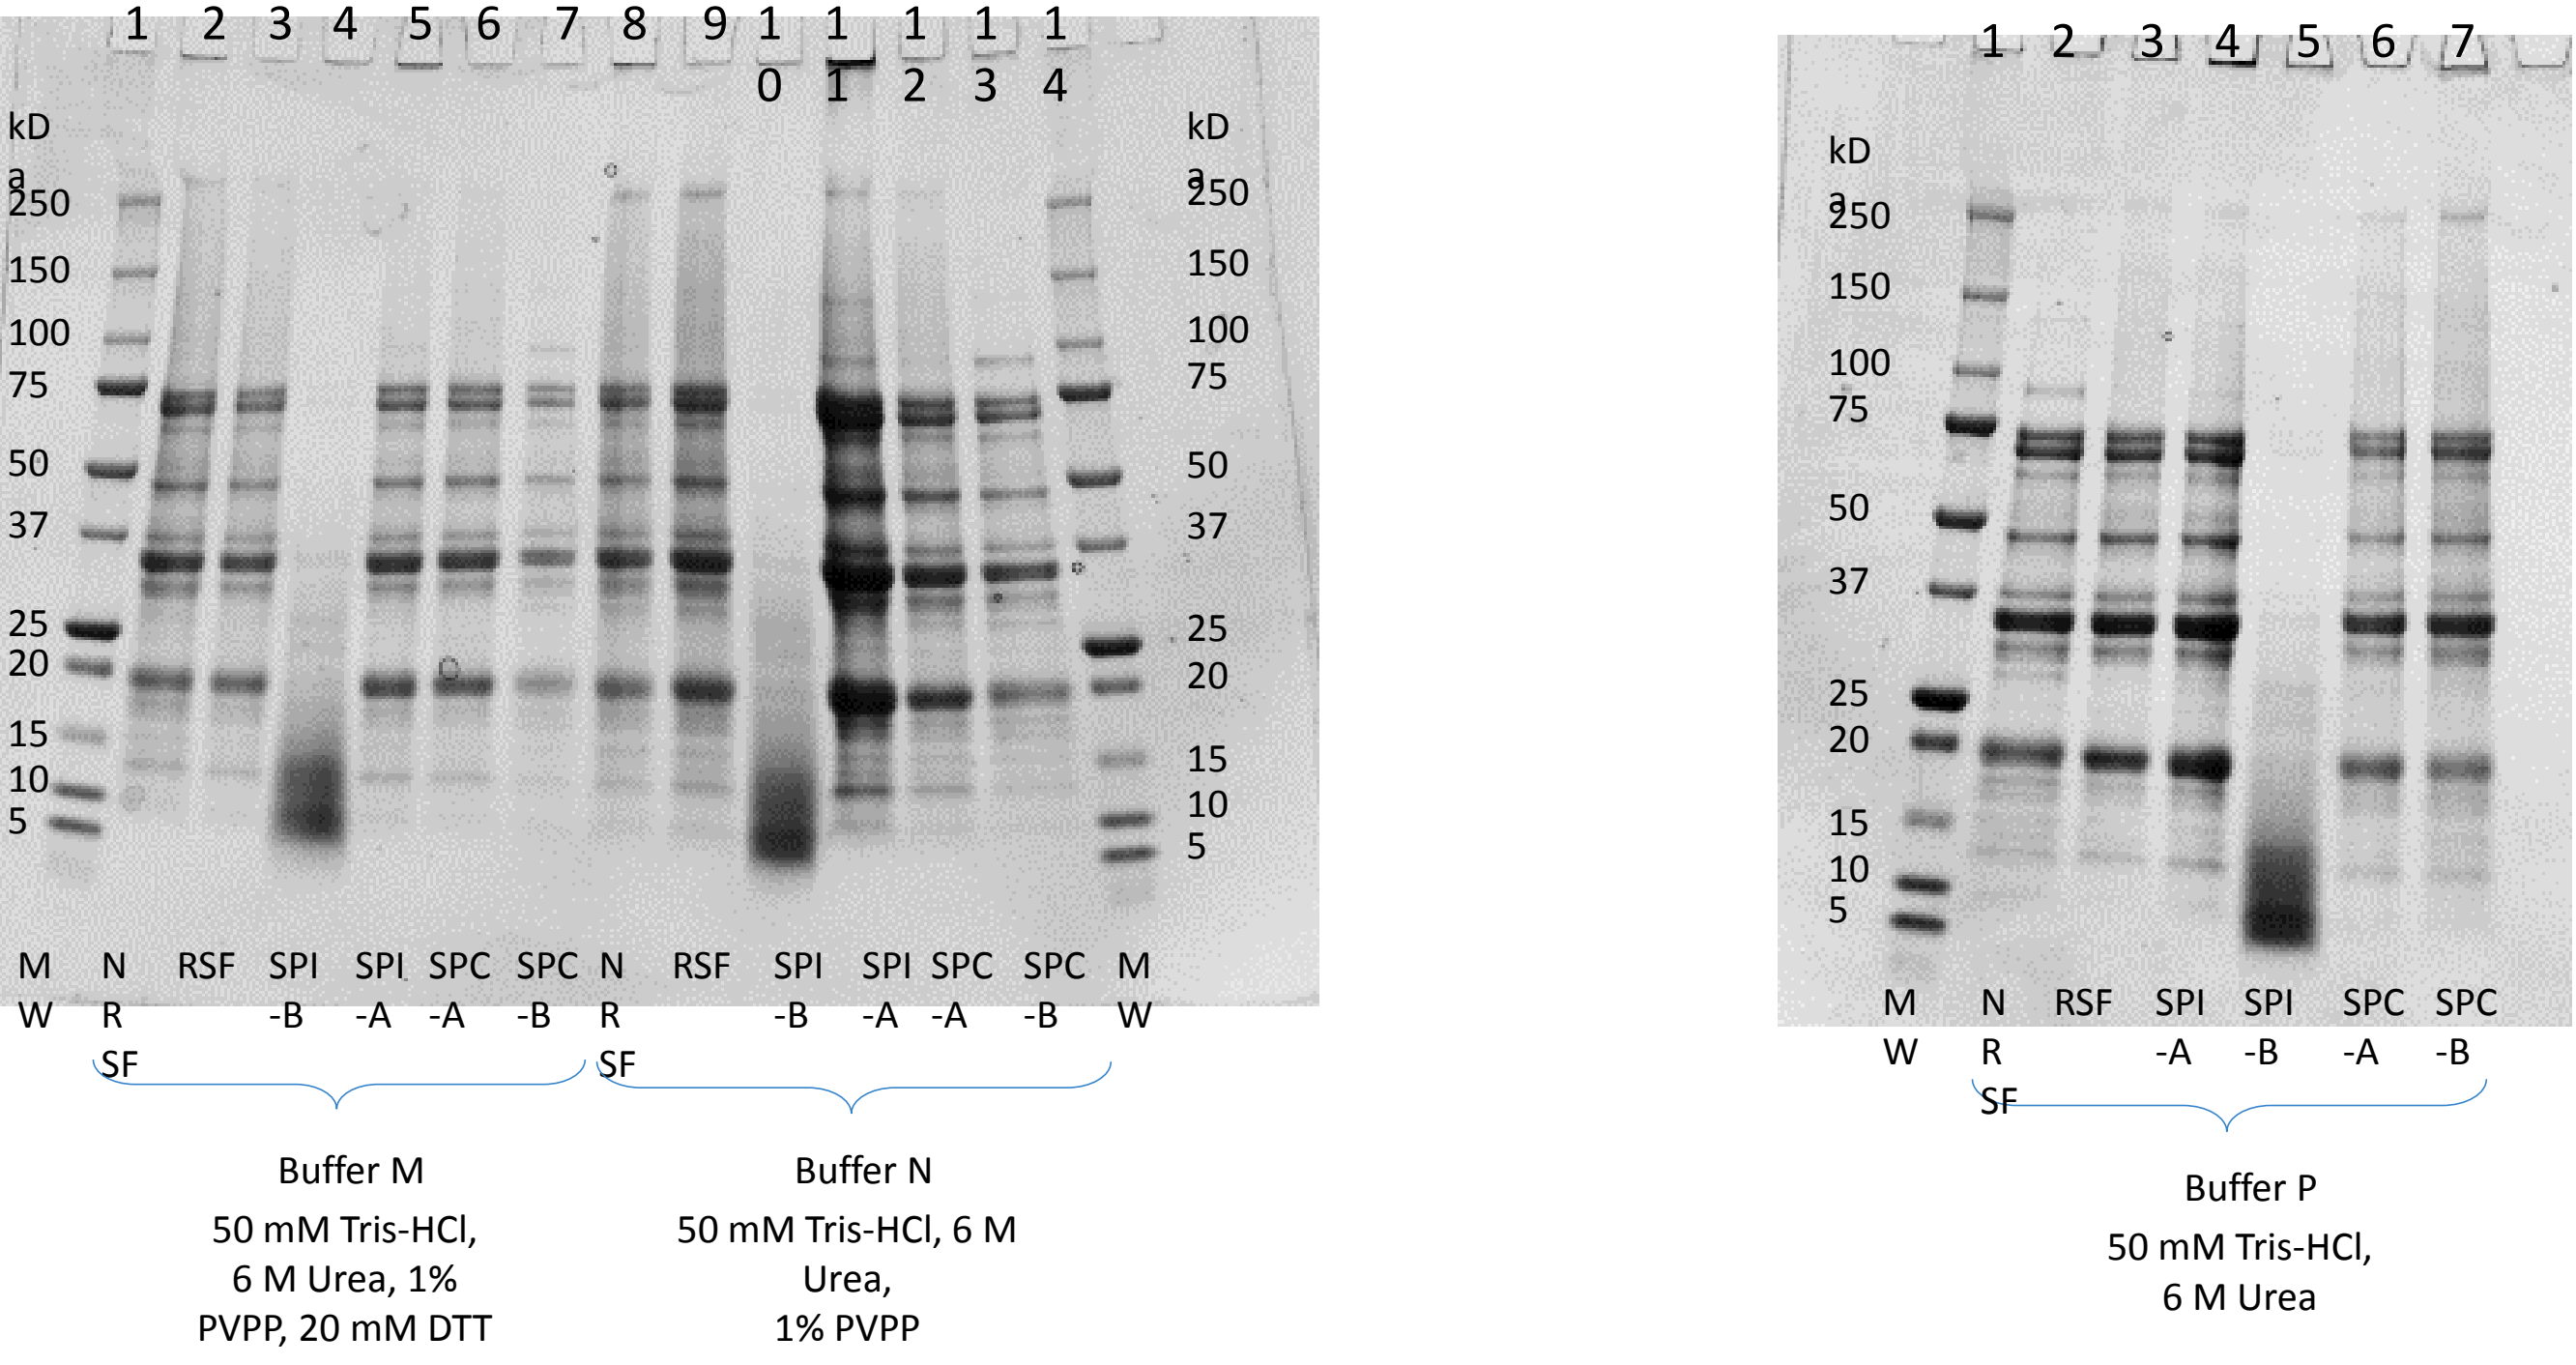 1 2 3 4 5 6 7 8 9 1 1 1 1 1
0 1 2 3 4
kD
a
250
150
100
75
50
37
25
20
15
10
5
kD
a
250
150
100
75
50
37
25
20
15
10
5
M N RSF SPI SPI SPC SPC N RSF SPI SPI SPC SPC M
W R -B -A -A -B R -B -A -A -B W
SF SF
Buffer M
50 mM Tris-HCl,
6 M Urea, 1%
PVPP, 20 mM DTT
Buffer N
50 mM Tris-HCl, 6 M
Urea,
1% PVPP
1 2 3 4 5 6 7
kD
a
250
150
100
75
50
37
25
20
15
10
5
M N RSF SPI SPI SPC SPC
W R -A -B -A -B
SF
Buffer P
50 mM Tris-HCl,
6 M Urea